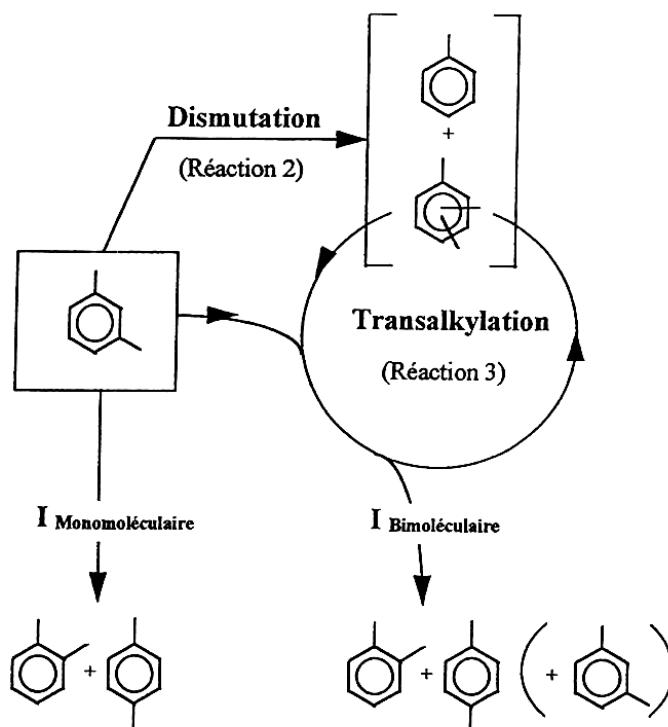 +
Dismutation
(Réaction 2)
Transalkylation
(Réaction 3)
I Monomoléculaire
I Bimoléculaire
+
+
( + )